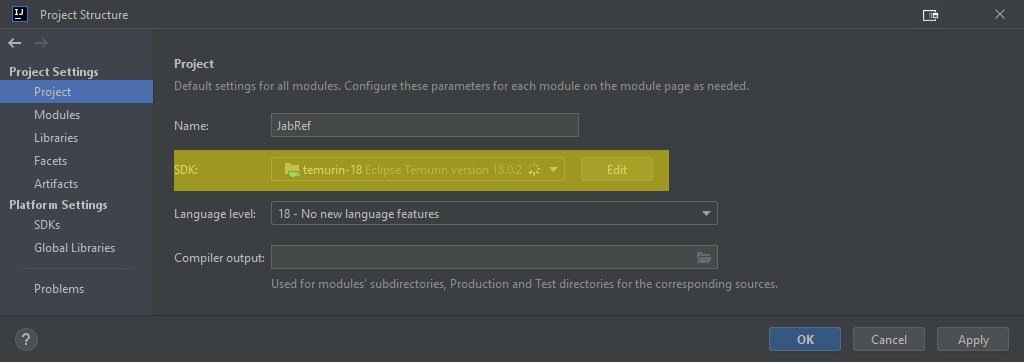 Project Structure
Project Settings
Project
Modules
Libraries
Facets
Artifacts
Platform Settings
SDKs
Global Libraries
Problems
Project
Default settings for all modules. Configure these parameters for each module on the module page as needed.
Name: JabRef
SDK: temurin-18 Eclipse Temurin version 18.0.2 Edit
Language level: 18 - No new language features
Compiler output:
Used for modules' subdirectories, Production and Test directories for the corresponding sources.
? OK Cancel Apply